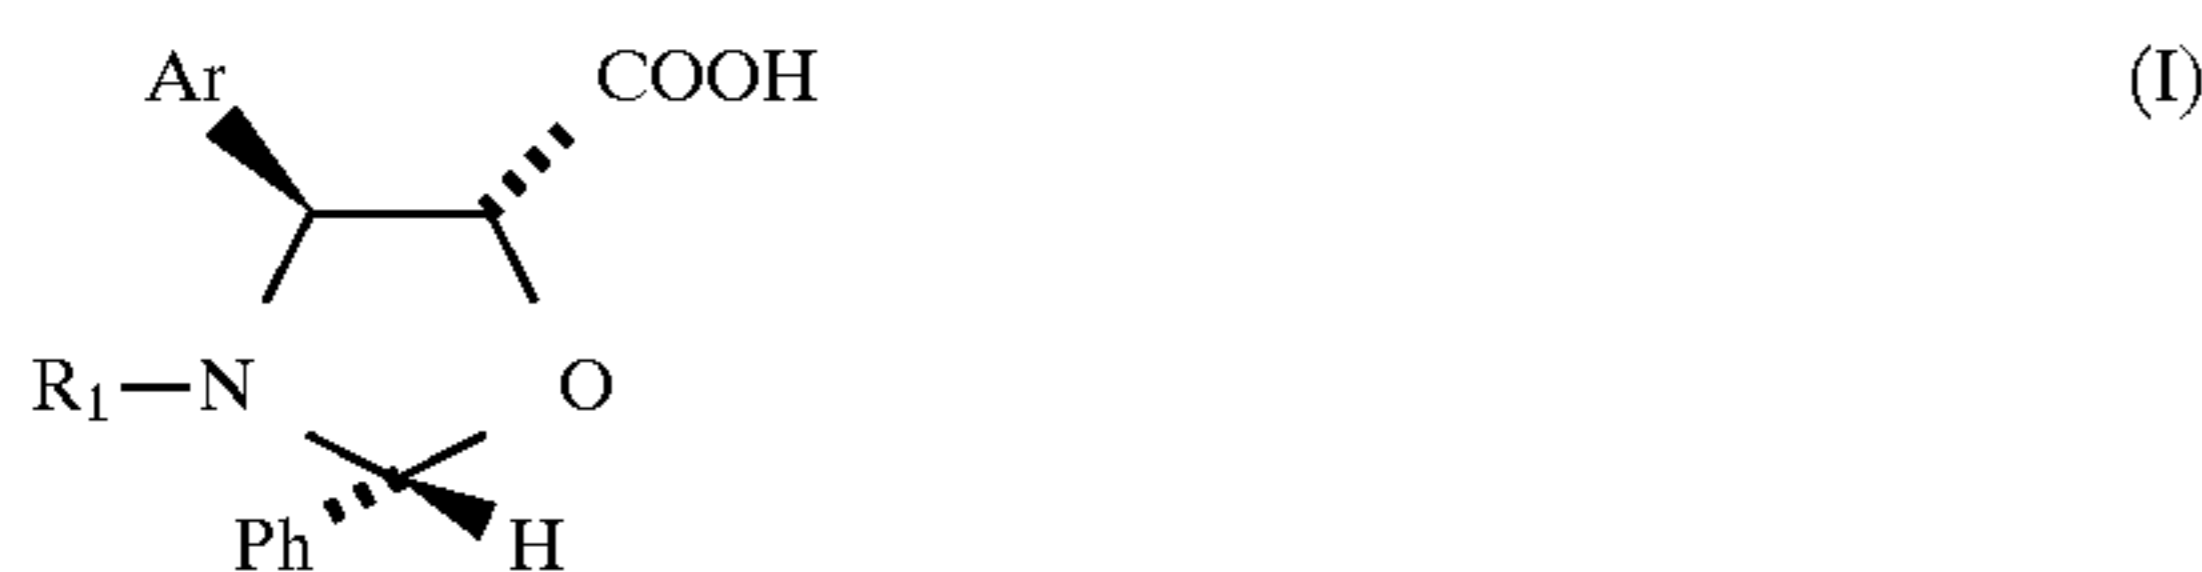 Ar COOH (I)
R₁ N O
Ph H